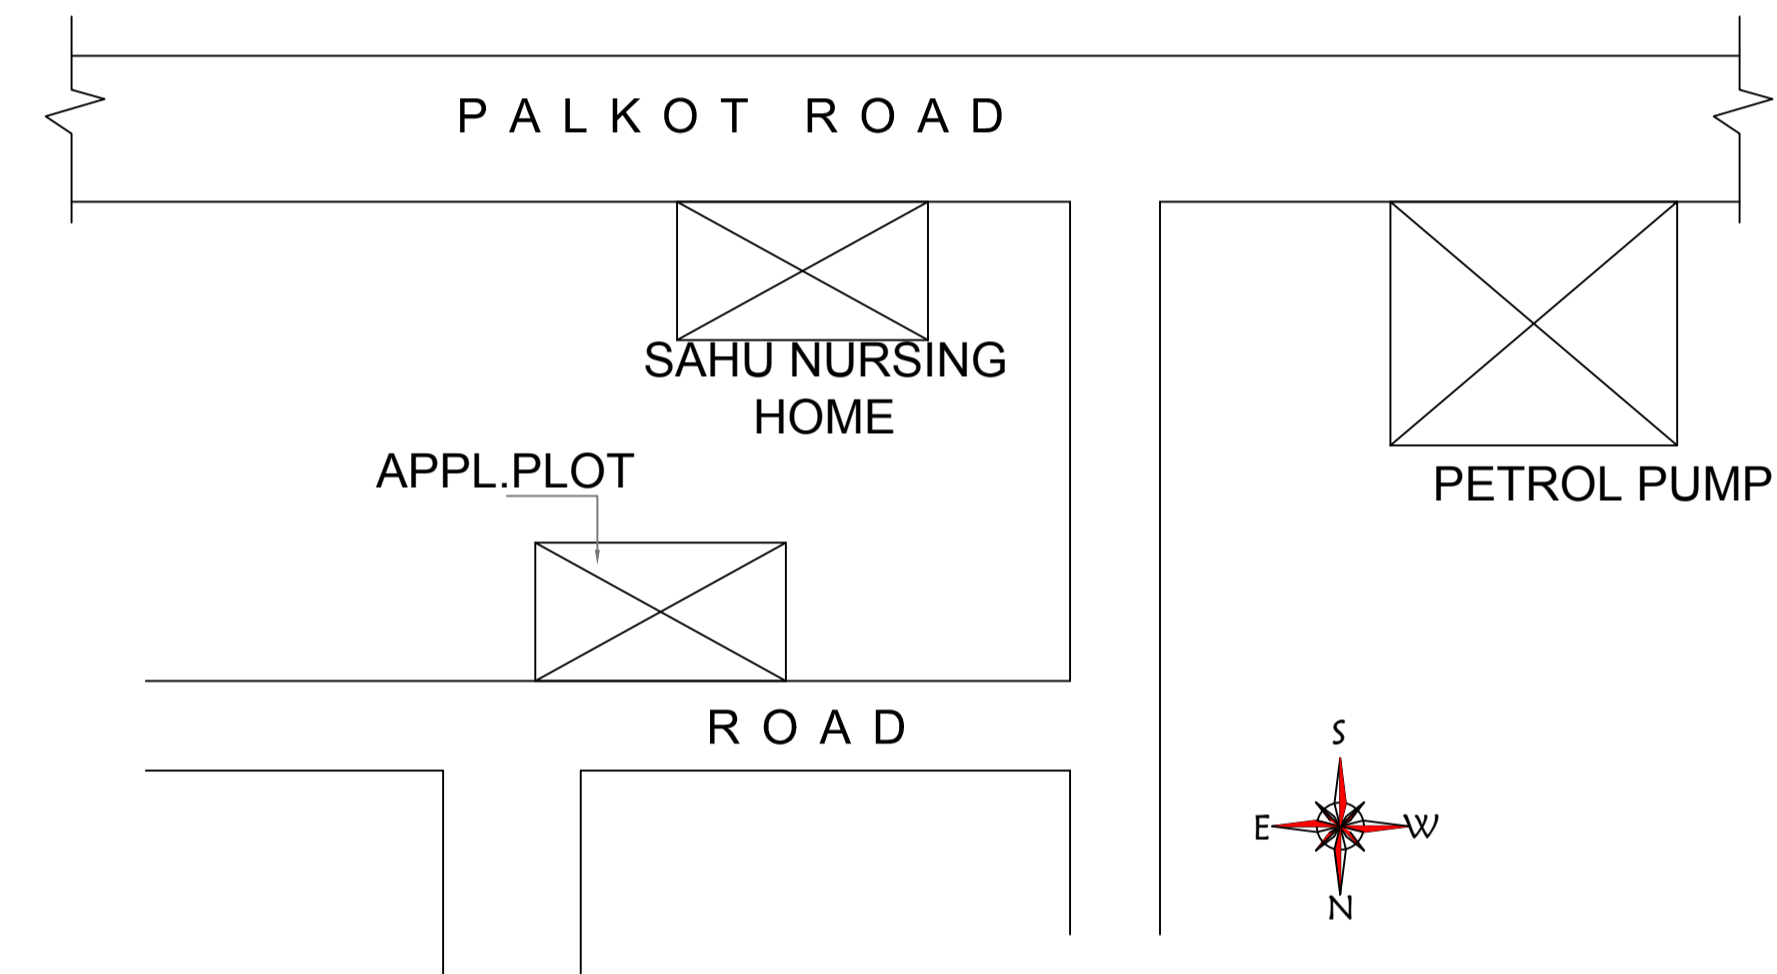 PALKOT ROAD
SAHU NURSING
HOME
APPL.PLOT
PETROL PUMP
ROAD
S
E
W
N